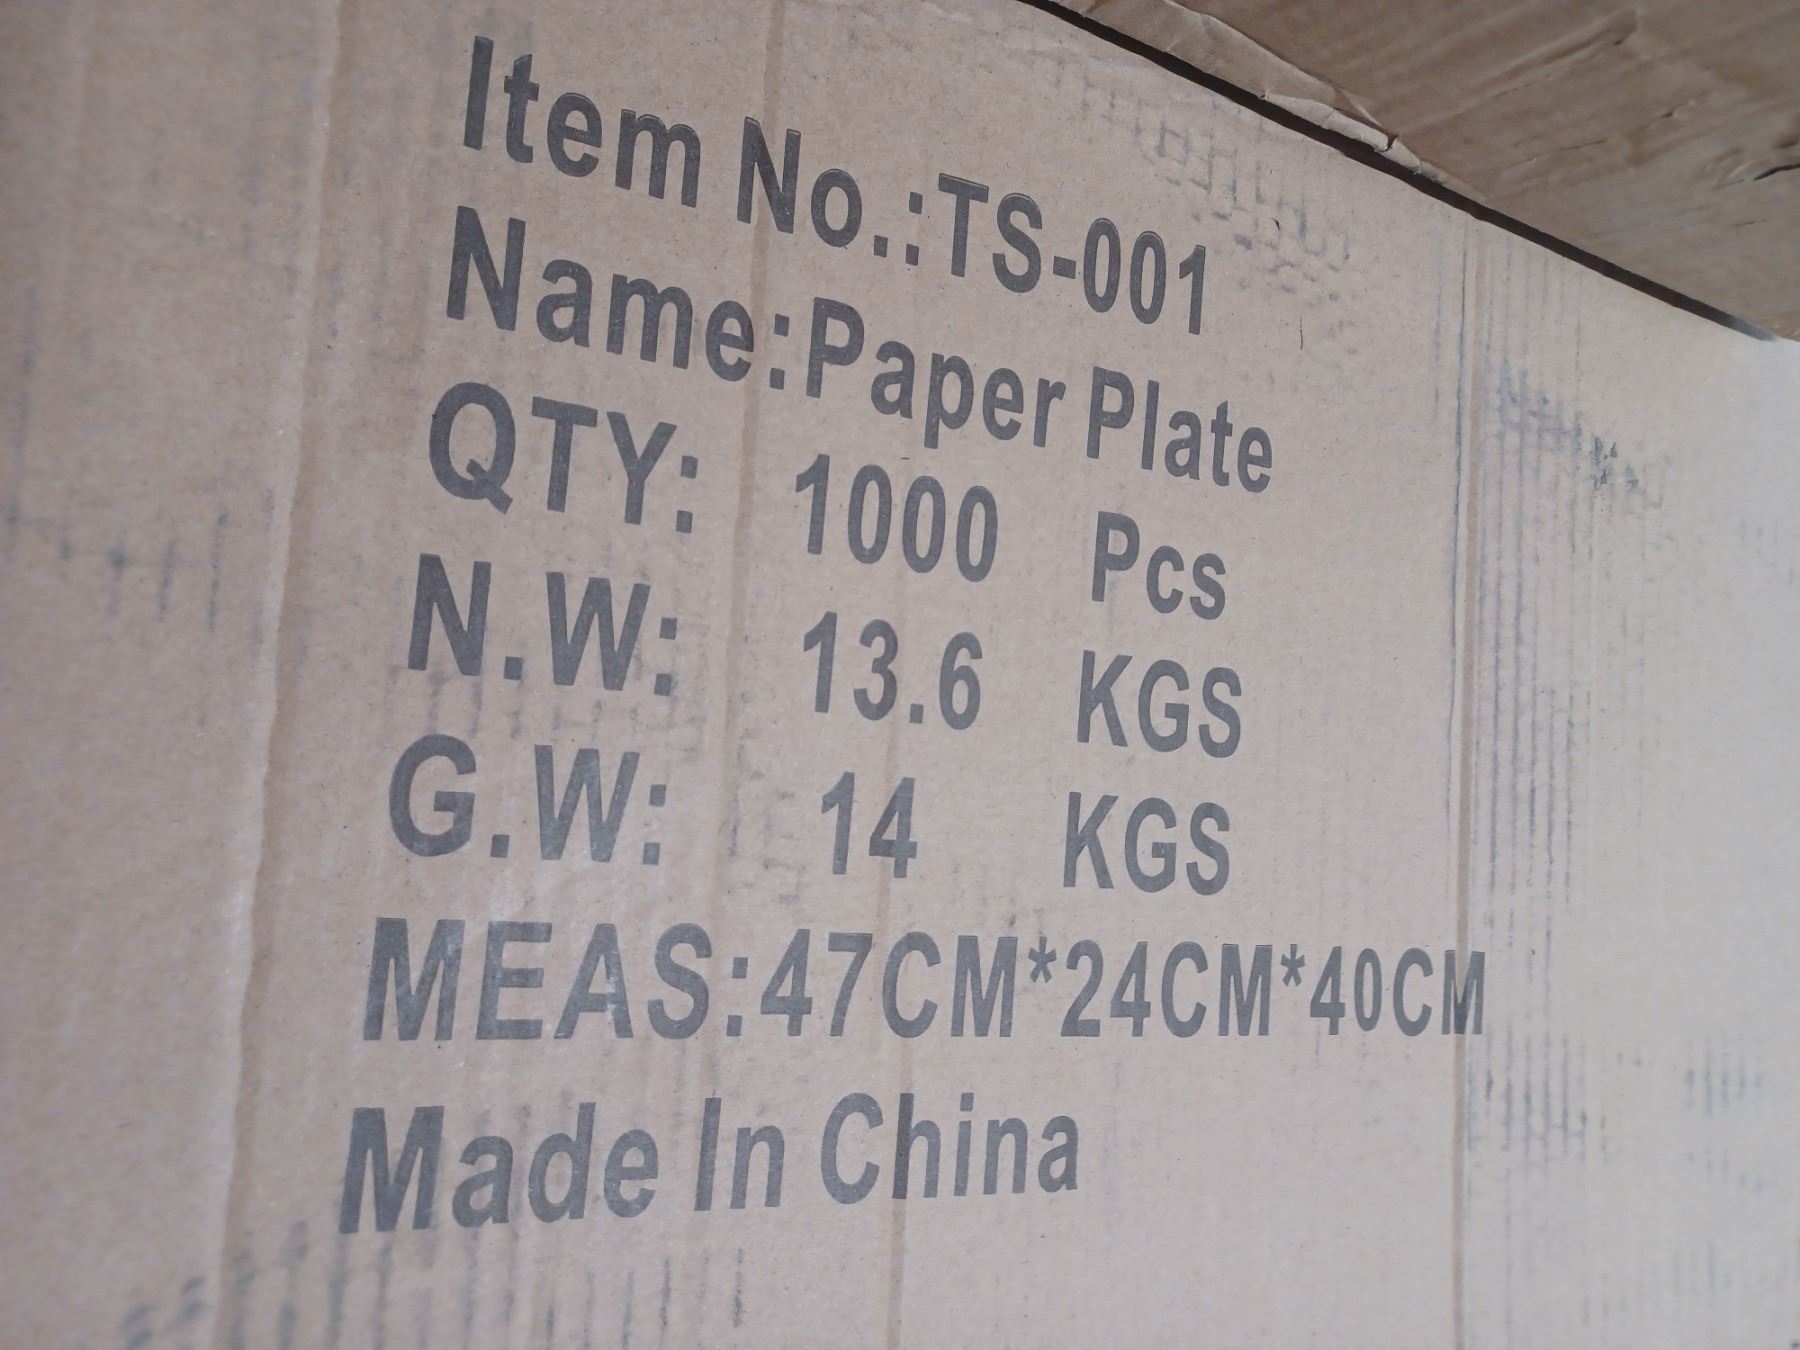 Item No.:TS-001
Name:Paper Plate
QTY: 1000 Pcs
N.W: 13.6 KGS
G.W: 14 KGS
MEAS:47CM*24CM*40CM
Made In China